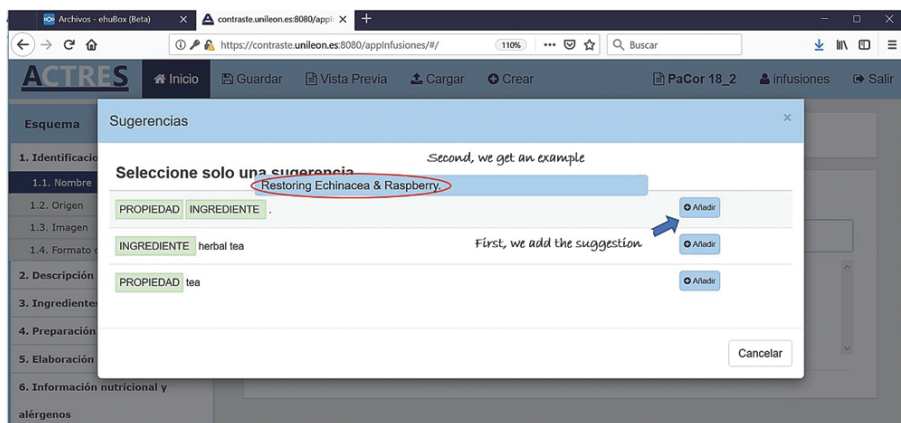 Archivos - ehuBox (Beta)
contraste.unileon.es:8080/appI
https://contraste.unileon.es:8080/appInfusiones/#/
110%
Buscar
ACTRES
Inicio
Guardar
Vista Previa
Cargar
Crear
PaCor 18_2
infusiones
Salir
Esquema
1. Identificació
1.1. Nombre
1.2. Origen
1.3. Imagen
1.4. Formato
2. Descripción
3. Ingredientes
4. Preparación
5. Elaboración
6. Información nutricional y
alérgenos
Sugerencias
Second, we get an example
Seleccione solo una sugerencia
Restoring Echinacea & Raspberry.
PROPIEDAD INGREDIENTE .
Añadir
First, we add the suggestion
INGREDIENTE herbal tea
Añadir
PROPIEDAD tea
Añadir
Cancelar